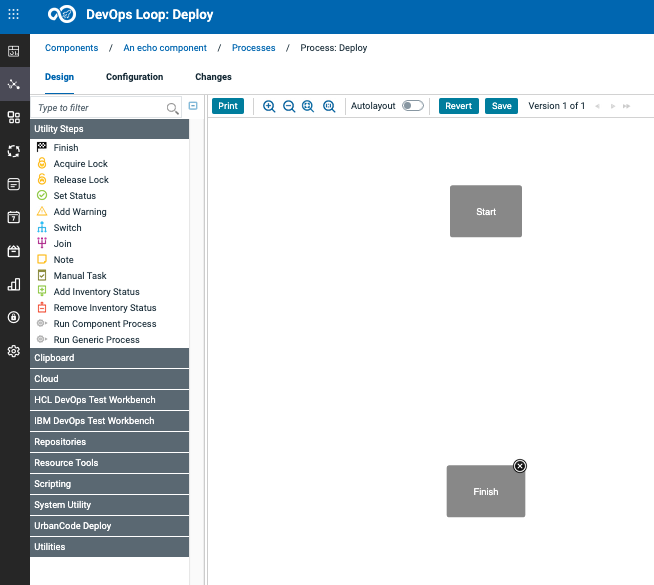 DevOps Loop: Deploy
Components / An echo component / Processes / Process: Deploy
Design Configuration Changes
Type to filter
Print Autolayout Revert Save Version 1 of 1
Utility Steps
Finish
Acquire Lock
Release Lock
Set Status
Add Warning
Switch
Join
Note
Manual Task
Add Inventory Status
Remove Inventory Status
Run Component Process
Run Generic Process
Clipboard
Cloud
HCL DevOps Test Workbench
IBM DevOps Test Workbench
Repositories
Resource Tools
Scripting
System Utility
UrbanCode Deploy
Utilities
Start
Finish